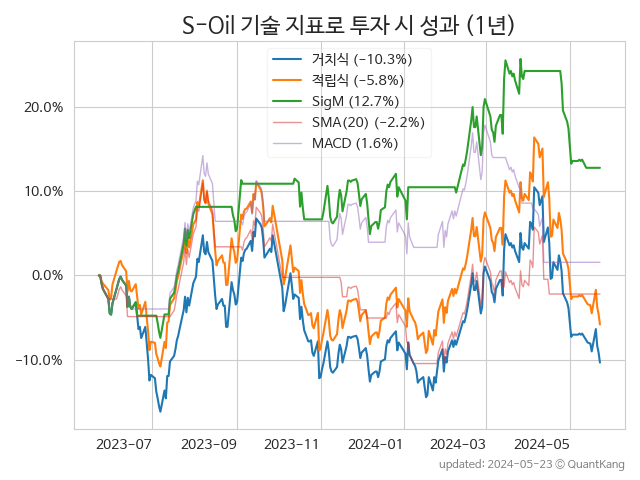 S-Oil 기술 지표로 투자 시 성과 (1년)
거치식 (−10.3%)
적립식 (−5.8%)
SigM (12.7%)
SMA(20) (−2.2%)
MACD (1.6%)
20.0%
10.0%
0.0%
−10.0%
2023-07 2023-09 2023-11 2024-01 2024-03 2024-05
updated: 2024-05-23 ⓒ QuantKang